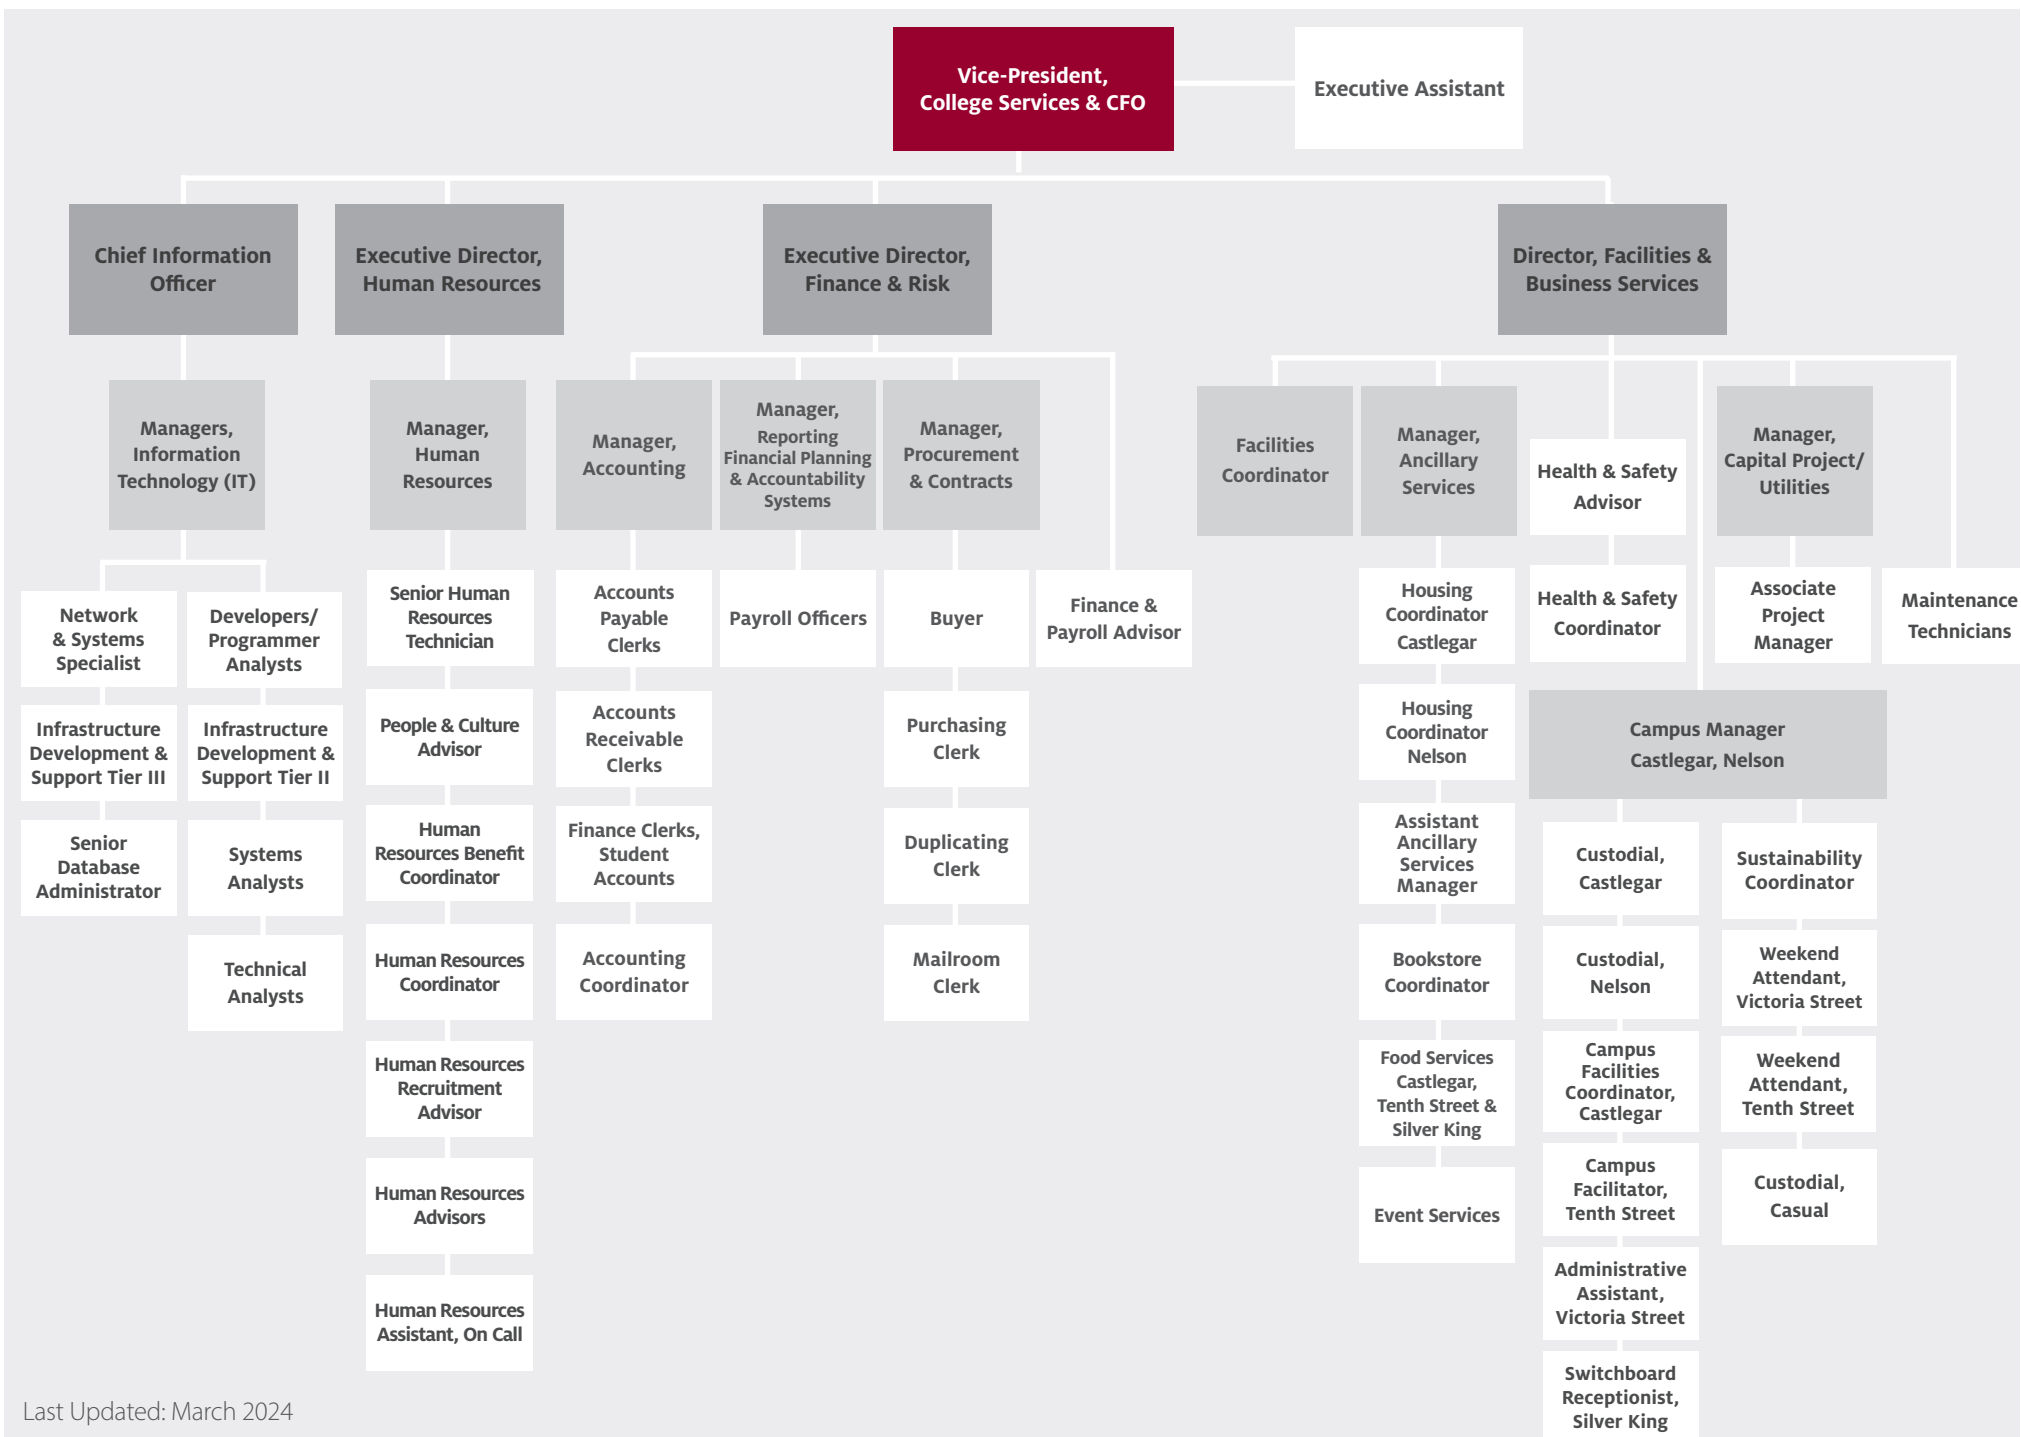 Vice-President,
College Services & CFO
Executive Assistant
Chief Information
Officer
Executive Director,
Human Resources
Executive Director,
Finance & Risk
Director, Facilities &
Business Services
Managers,
Information
Technology (IT)
Manager,
Human
Resources
Manager,
Accounting
Manager,
Reporting
Financial Planning
& Accountability
Systems
Manager,
Procurement
& Contracts
Facilities
Coordinator
Manager,
Ancillary
Services
Health & Safety
Advisor
Manager,
Capital Project/
Utilities
Network
& Systems
Specialist
Infrastructure
Development &
Support Tier III
Senior
Database
Administrator
Developers/
Programmer
Analysts
Infrastructure
Development &
Support Tier II
Systems
Analysts
Technical
Analysts
Senior Human
Resources
Technician
People & Culture
Advisor
Human
Resources Benefit
Coordinator
Human Resources
Coordinator
Human Resources
Recruitment
Advisor
Human Resources
Advisors
Human Resources
Assistant, On Call
Accounts
Payable
Clerks
Accounts
Receivable
Clerks
Finance Clerks,
Student
Accounts
Accounting
Coordinator
Payroll Officers
Buyer
Purchasing
Clerk
Duplicating
Clerk
Mailroom
Clerk
Finance &
Payroll Advisor
Housing
Coordinator
Castlegar
Housing
Coordinator
Nelson
Assistant
Ancillary
Services
Manager
Bookstore
Coordinator
Food Services
Castlegar,
Tenth Street &
Silver King
Event Services
Health & Safety
Coordinator
Associate
Project
Manager
Maintenance
Technicians
Campus Manager
Castlegar, Nelson
Custodial,
Castlegar
Custodial,
Nelson
Campus
Facilities
Coordinator,
Castlegar
Campus
Facilitator,
Tenth Street
Administrative
Assistant,
Victoria Street
Switchboard
Receptionist,
Silver King
Sustainability
Coordinator
Weekend
Attendant,
Victoria Street
Weekend
Attendant,
Tenth Street
Custodial,
Casual
Last Updated: March 2024